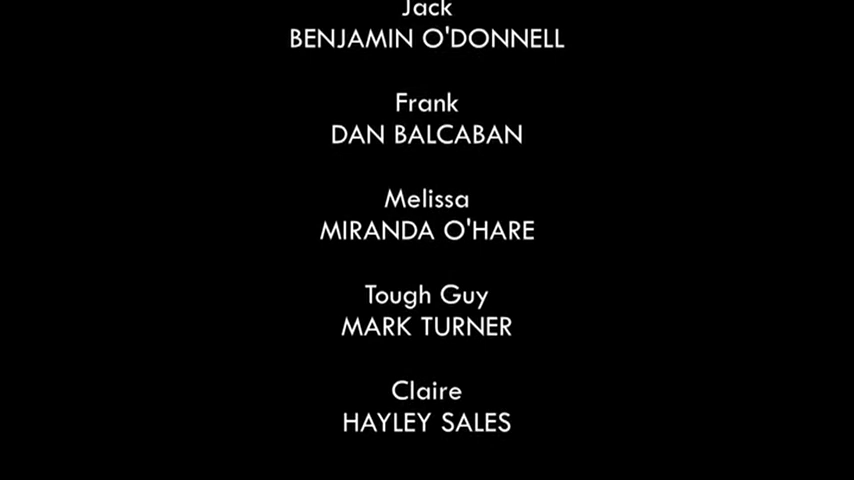 Jack
BENJAMIN O'DONNELL
Frank
DAN BALCABAN
Melissa
MIRANDA O'HARE
Tough Guy
MARK TURNER
Claire
HAYLEY SALES